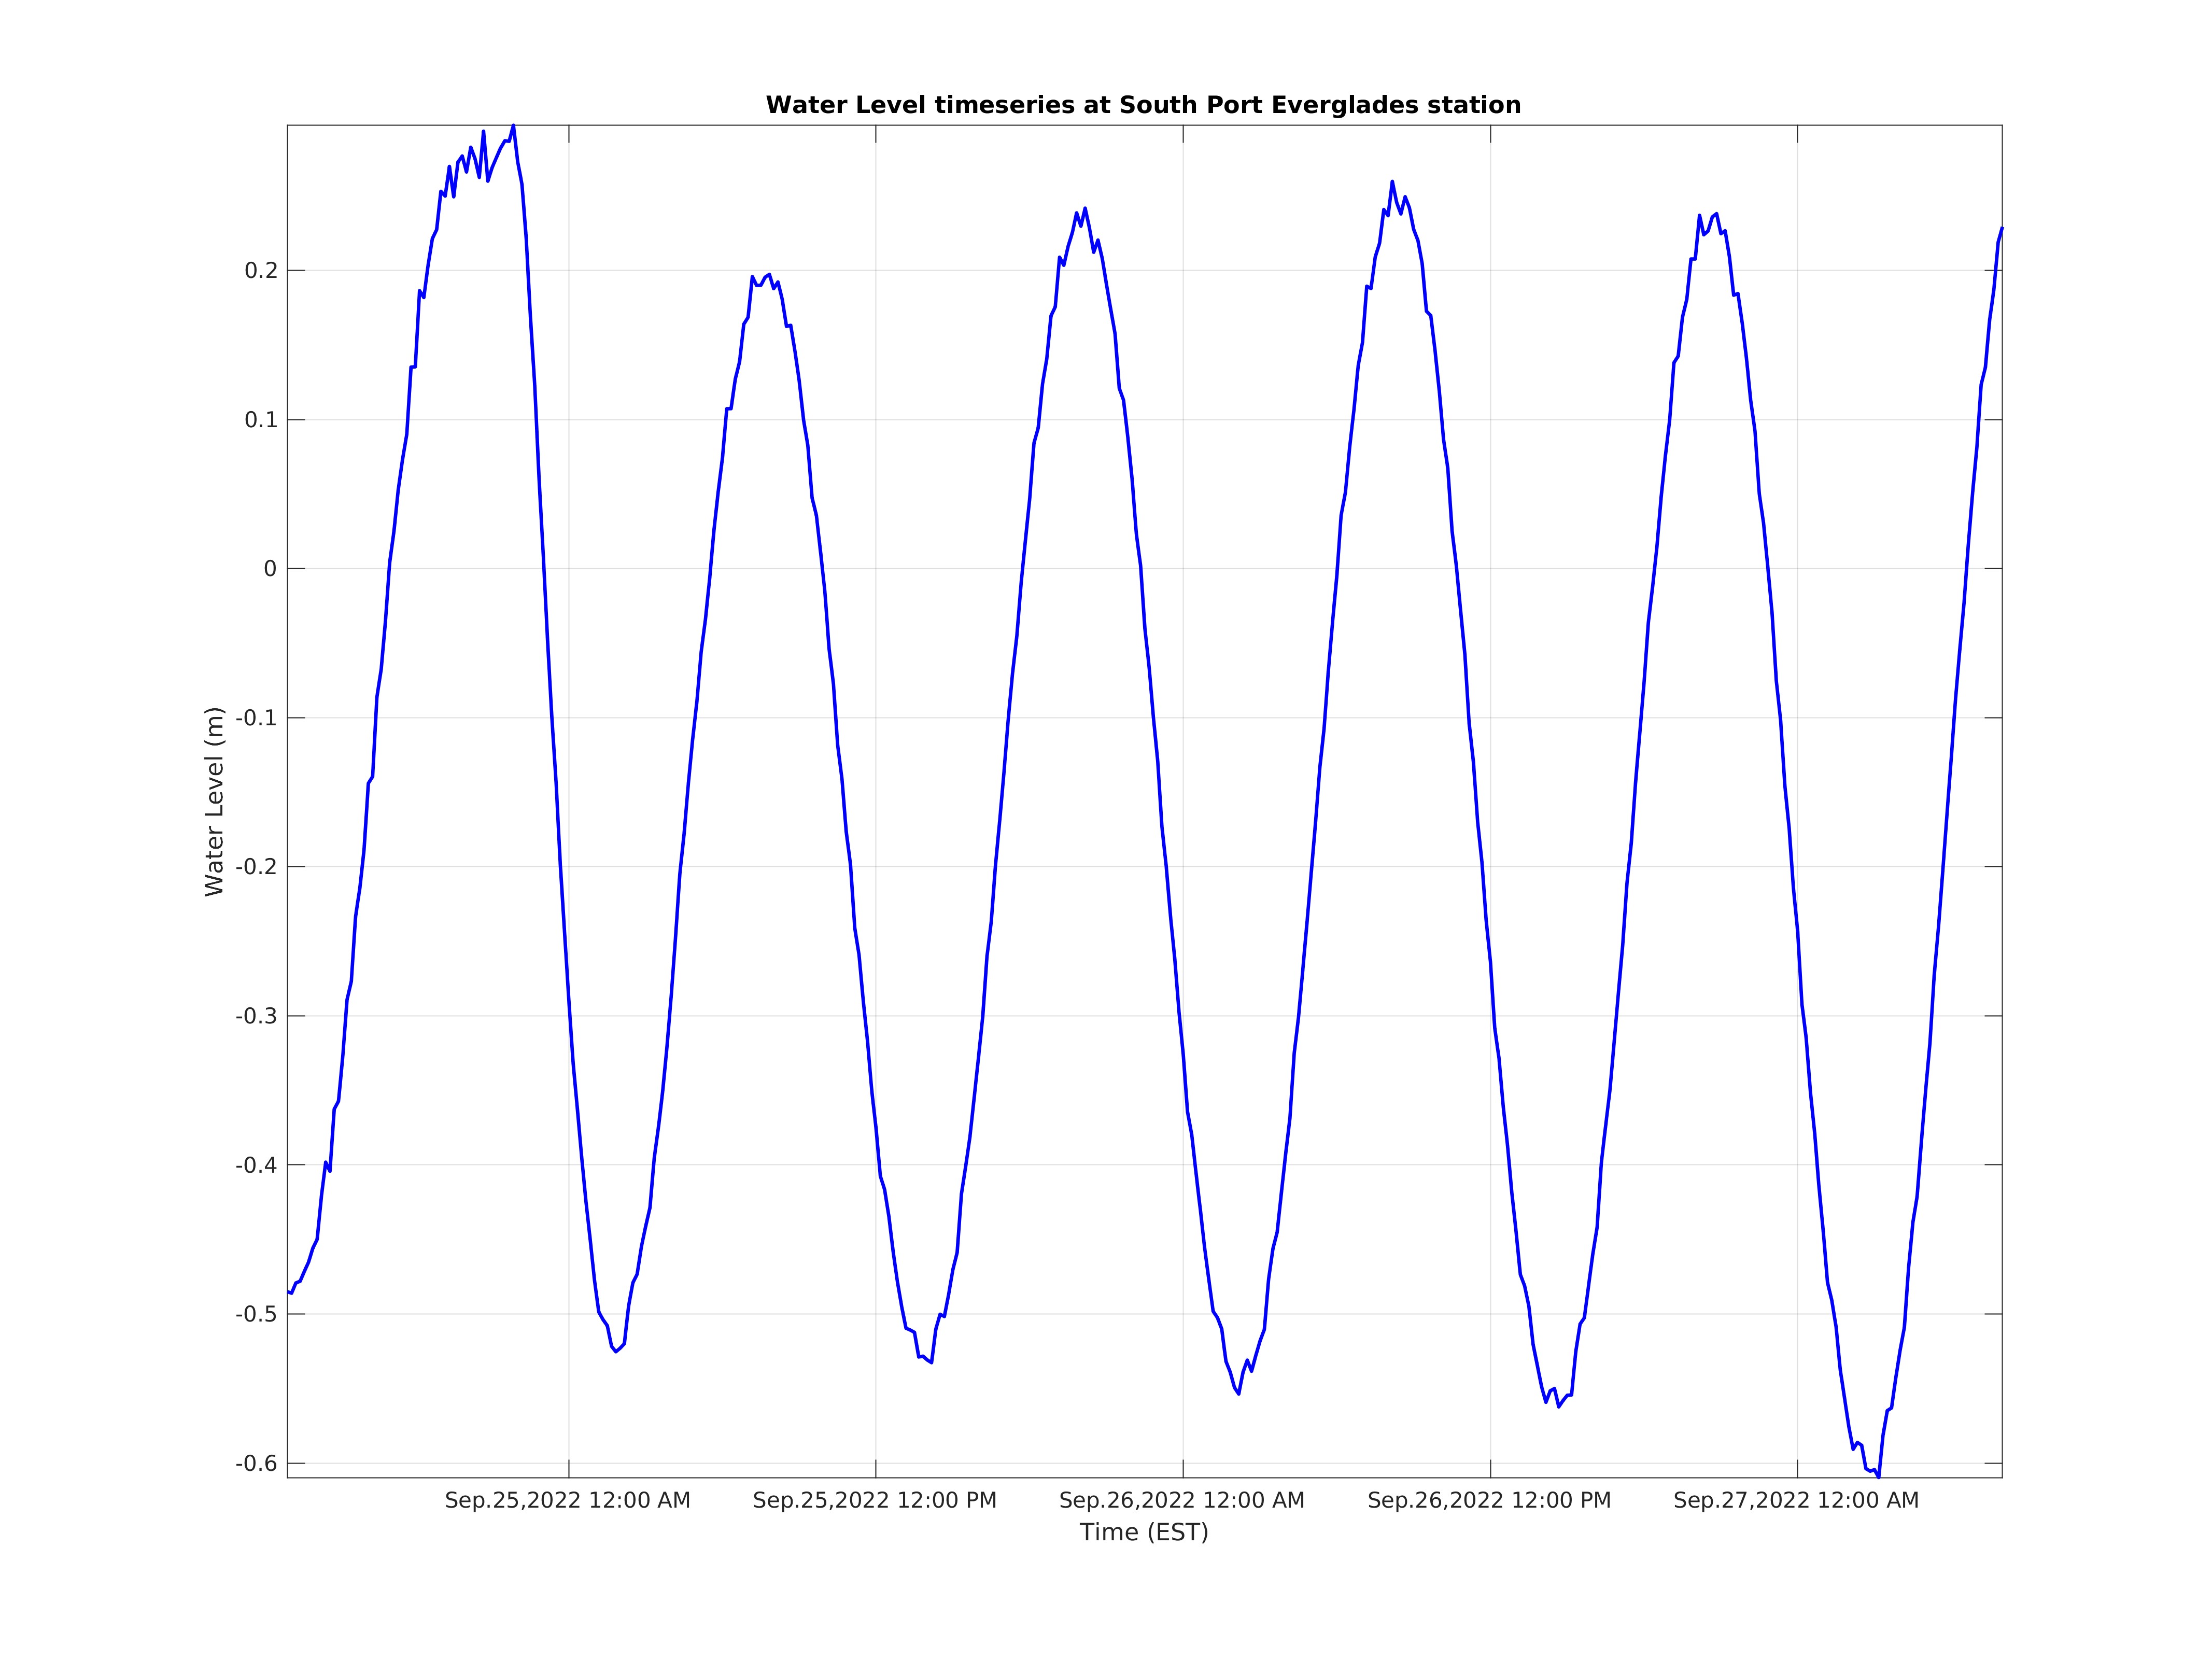 Water Level timeseries at South Port Everglades station
0.2
0.1
0
-0.1
-0.2
-0.3
-0.4
-0.5
-0.6
Water Level (m)
Sep.25,2022 12:00 AM
Sep.25,2022 12:00 PM
Sep.26,2022 12:00 AM
Sep.26,2022 12:00 PM
Sep.27,2022 12:00 AM
Time (EST)